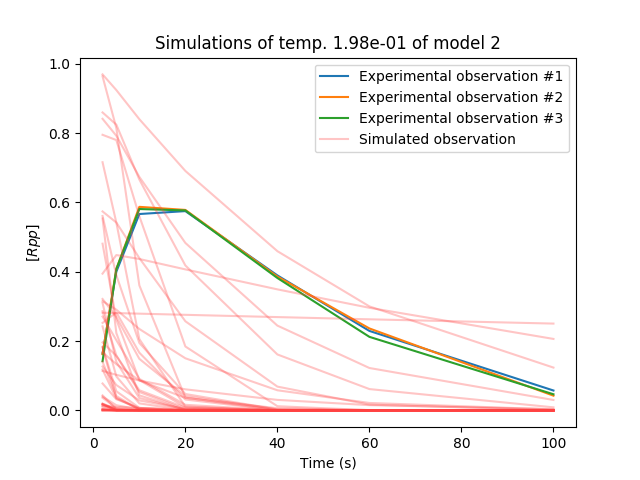 Simulations of temp. 1.98e-01 of model 2
Experimental observation #1
Experimental observation #2
Experimental observation #3
Simulated observation
[Rpp]
1.0
0.8
0.6
0.4
0.2
0.0
0 20 40 60 80 100
Time (s)